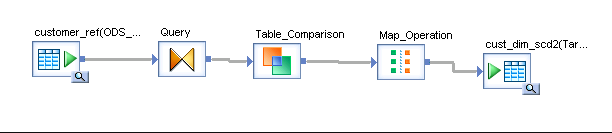 customer_ref(ODS_...
Query
Table_Comparison
Map_Operation
cust_dim_scd2(Tar...